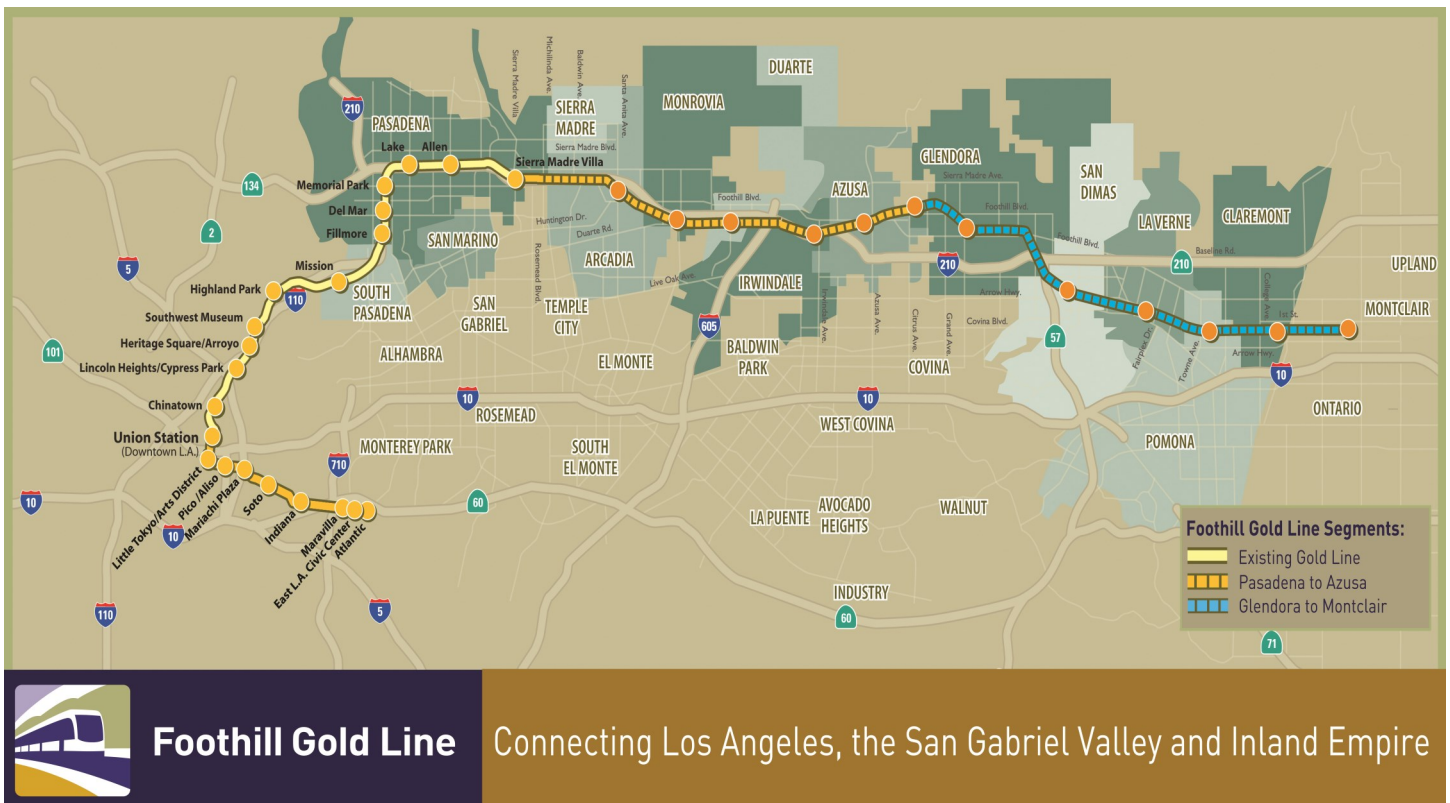 DUARTE
Sierra Madre Villa
Michilinda Ave.
Baldwin Ave.
Santa Anita Ave.
SIERRA
MADRE
MONROVIA
210
PASADENA
Lake
Allen
Sierra Madre Blvd.
Sierra Madre Villa
GLENDORA
Sierra Madre Ave.
SAN
DIMAS
134
Memorial Park
AZUSA
Del Mar
Foothill Blvd.
Foothill Blvd.
Huntington Dr.
Duarte Rd.
LA VERNE
CLAREMONT
2
Fillmore
SAN MARINO
Foothill Blvd.
Baseline Rd.
5
Mission
Rosemead Blvd.
ARCADIA
Live Oak Ave.
IRWINDALE
210
210
UPLAND
Highland Park
110
SOUTH
PASADENA
SAN
GABRIEL
TEMPLE
CITY
Irwindale Ave.
Azusa Ave.
Citrus Ave.
Grand Ave.
Arrow Hwy.
Covina Blvd.
College Ave.
1st St.
MONTCLAIR
Southwest Museum
605
101
Heritage Square/Arroyo
ALHAMBRA
EL MONTE
BALDWIN
PARK
COVINA
57
Fairplex Dr.
Towne Ave.
Arrow Hwy.
Lincoln Heights/Cypress Park
10
Chinatown
10
ROSEMEAD
10
WEST COVINA
ONTARIO
Union Station
(Downtown L.A.)
MONTEREY PARK
SOUTH
EL MONTE
POMONA
710
10
Little Tokyo/Arts District
Pico /Aliso
Mariachi Plaza
Soto
Indiana
Maravilla
East L.A. Civic Center
Atlantic
60
10
LA PUENTE
AVOCADO
HEIGHTS
WALNUT
110
5
INDUSTRY
60
71
Foothill Gold Line Segments:
Existing Gold Line
Pasadena to Azusa
Glendora to Montclair
Foothill Gold Line
Connecting Los Angeles, the San Gabriel Valley and Inland Empire